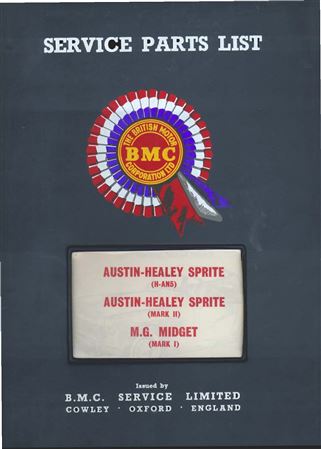 SERVICE PARTS LIST
THE BRITISH MOTOR
BMC
CORPORATION LTD
AUSTIN-HEALEY SPRITE
(H-AN5)
AUSTIN-HEALEY SPRITE
(MARK II)
M.G. MIDGET
(MARK I)
Issued by
B.M.C. SERVICE LIMITED
COWLEY · OXFORD · ENGLAND